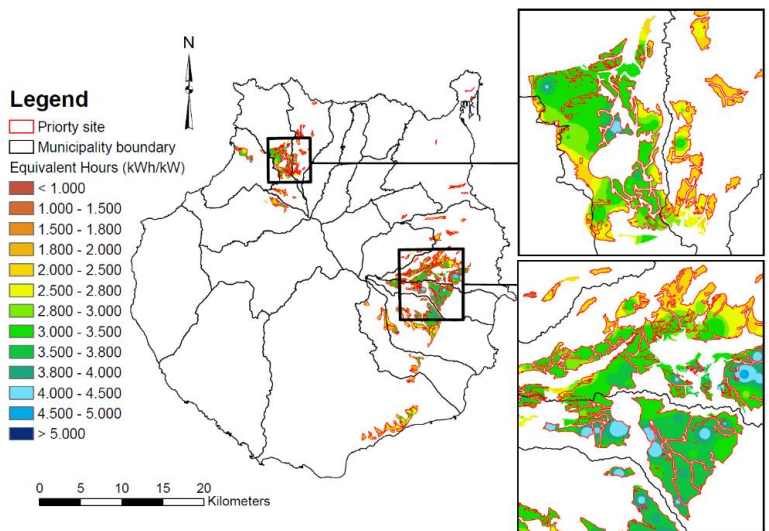 N
Legend
Priorty site
Municipality boundary
Equivalent Hours (kWh/kW)
< 1.000
1.000 - 1.500
1.500 - 1.800
1.800 - 2.000
2.000 - 2.500
2.500 - 2.800
2.800 - 3.000
3.000 - 3.500
3.500 - 3.800
3.800 - 4.000
4.000 - 4.500
4.500 - 5.000
> 5.000
0 5 10 15 20
Kilometers